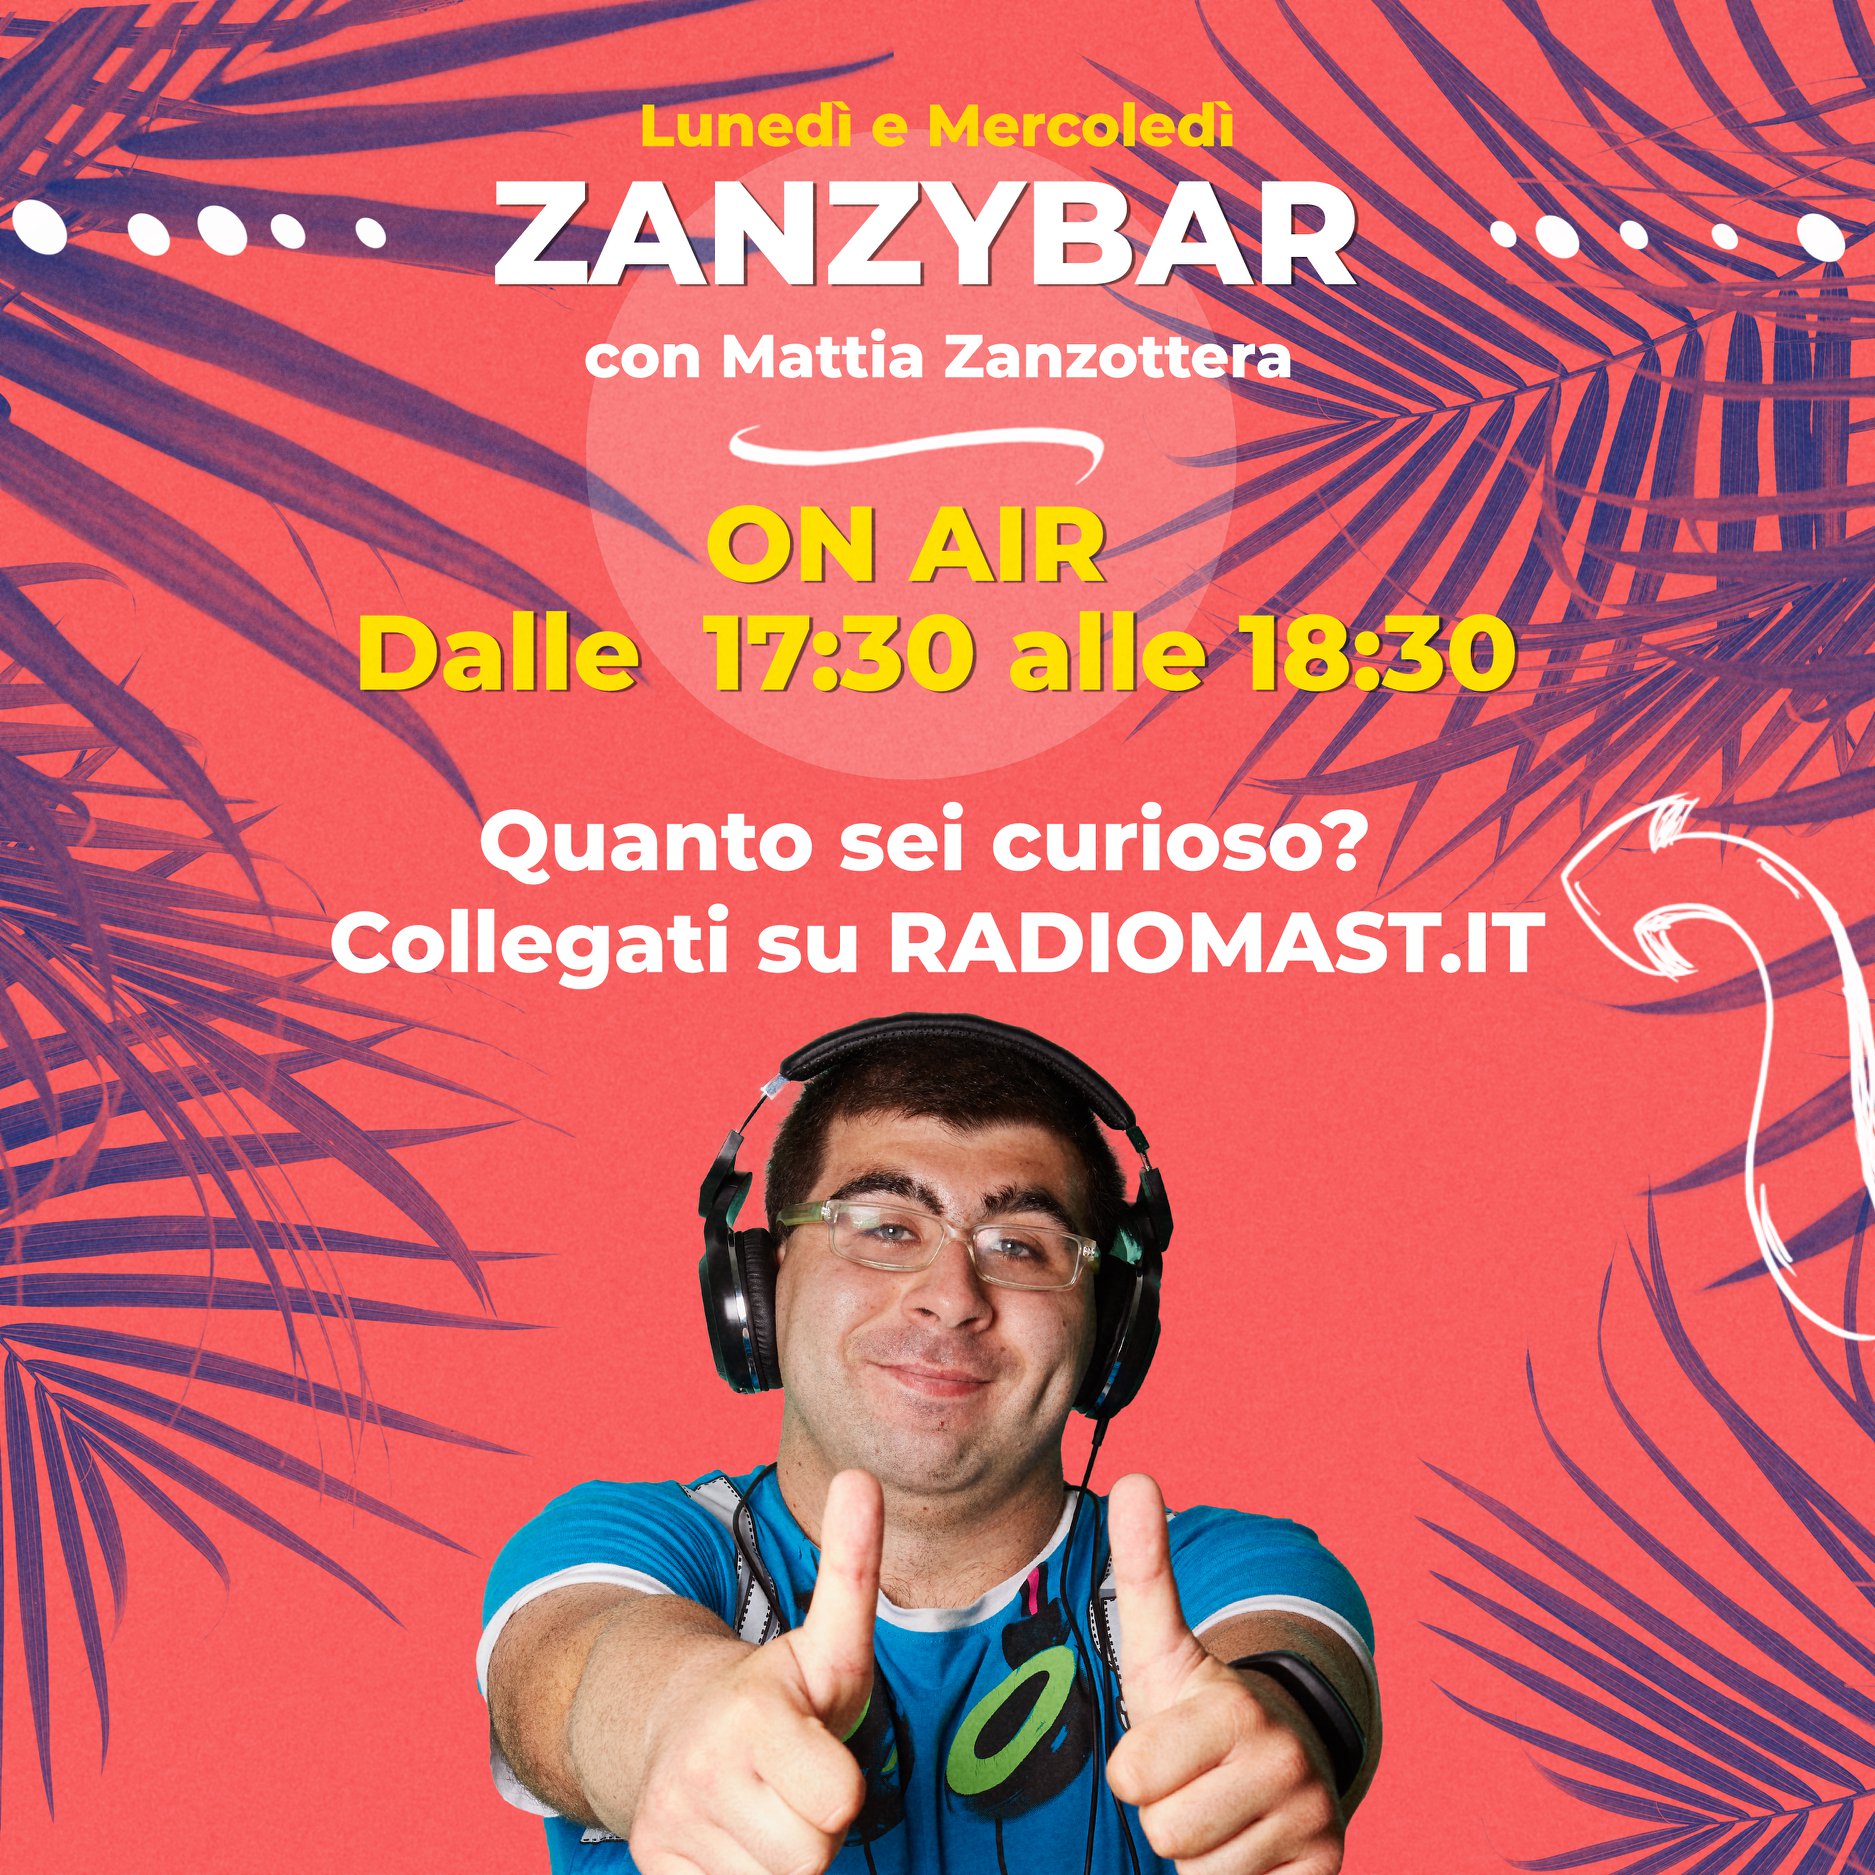 Lunedì e Mercoledì
ZANZYBAR
con Mattia Zanzottera
ON AIR
Dalle 17:30 alle 18:30
Quanto sei curioso?
Collegati su RADIOMAST.IT